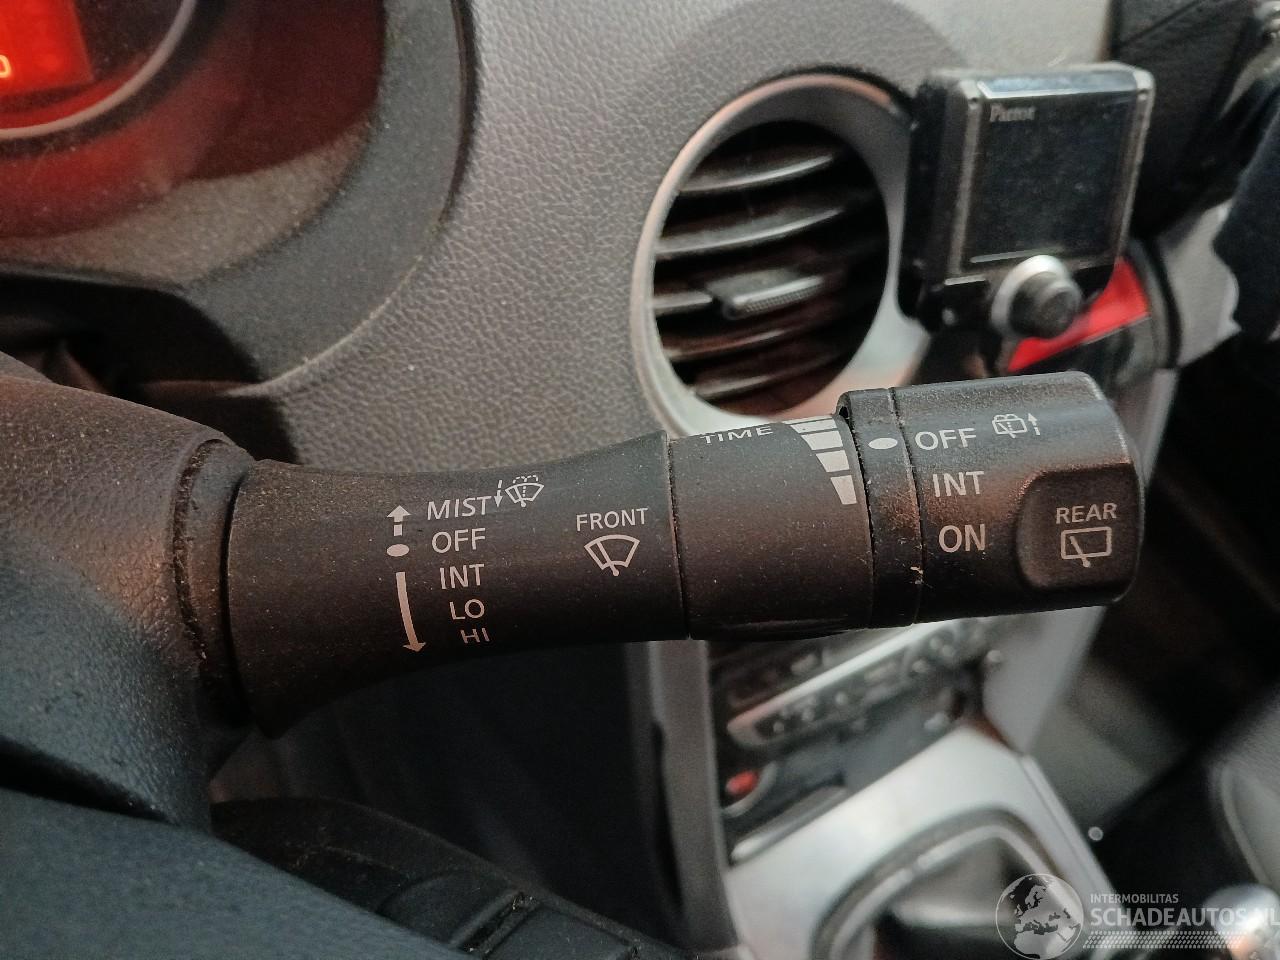 Parrot
TIME
OFF
INT
ON
REAR
MIST
OFF
INT
LO
HI
FRONT
INTERMOBILITAS
SCHADEAUTOS.NL